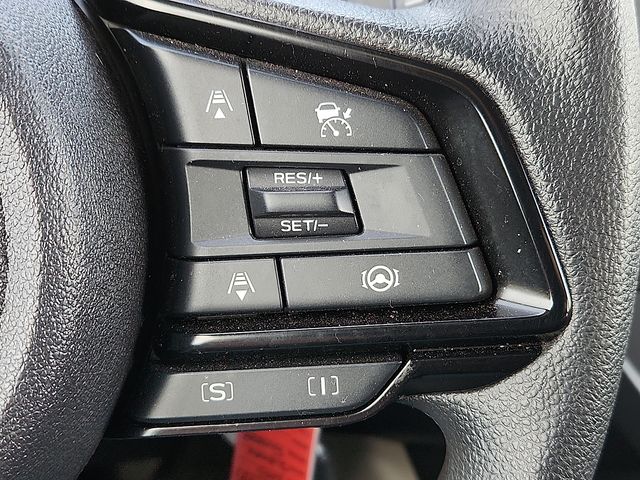 RES/+
SET/-
[S] [I]